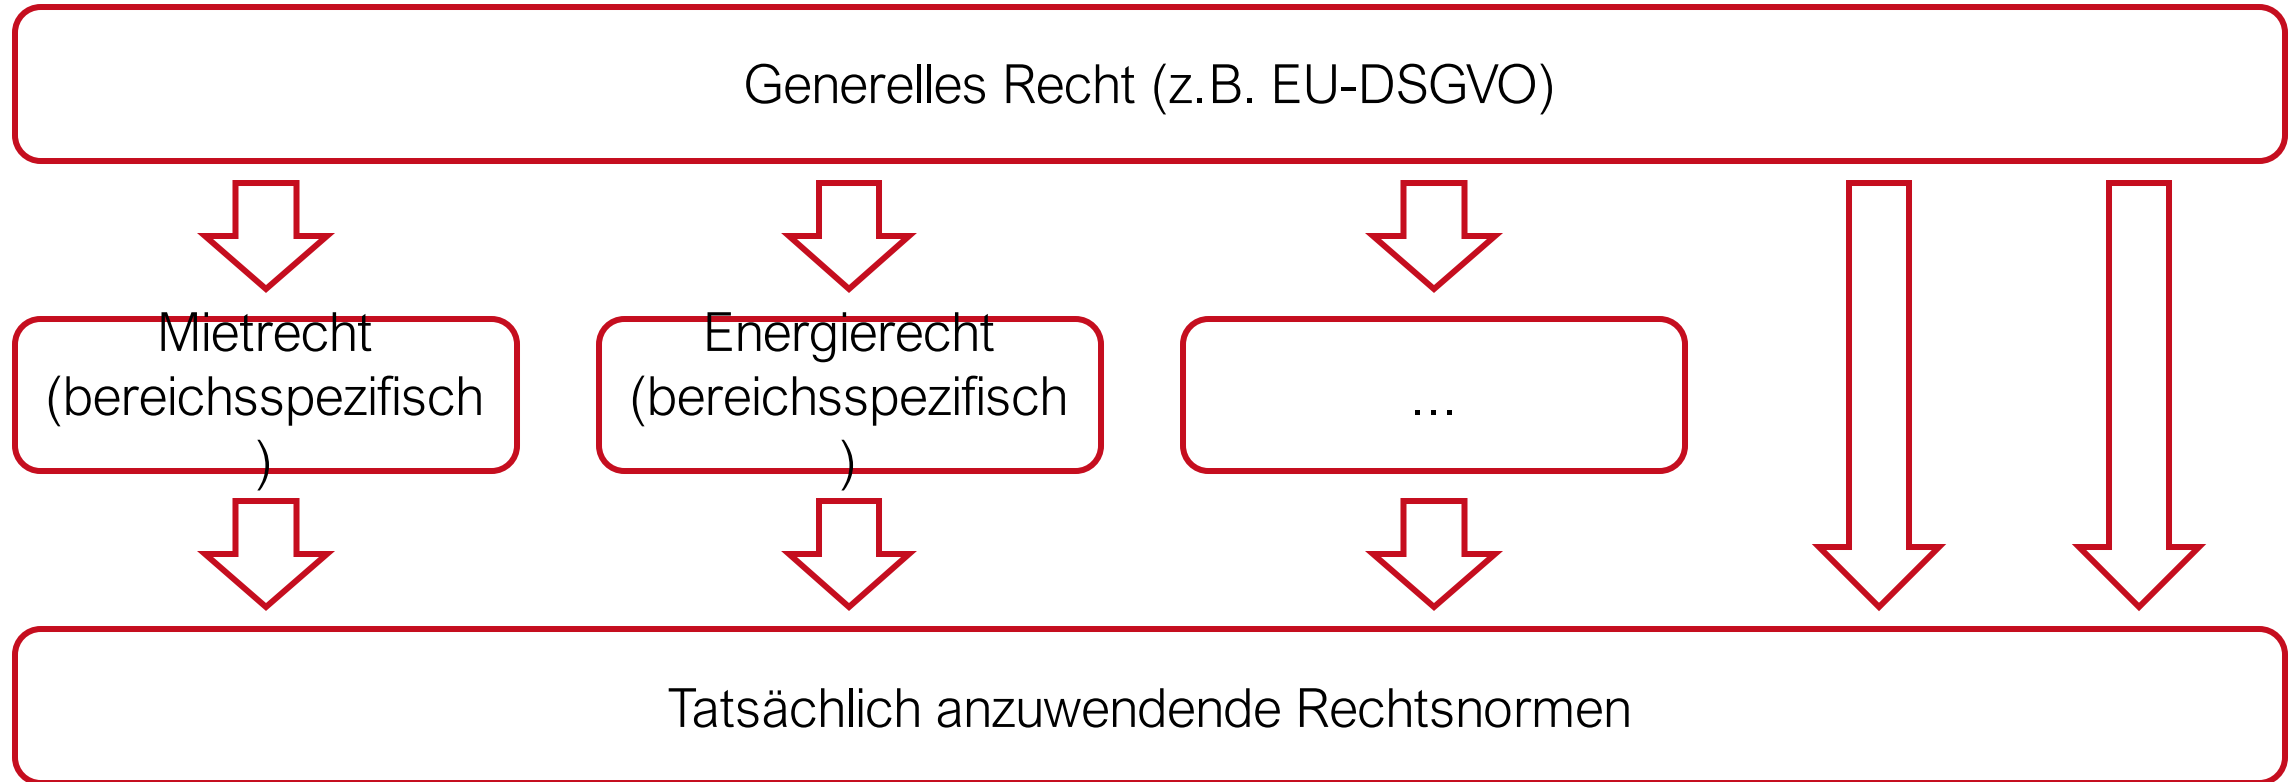 Generelles Recht (z.B. EU-DSGVO)
Mietrecht
(bereichsspezifisch
)
Energierecht
(bereichsspezifisch
)
...
Tatsächlich anzuwendende Rechtsnormen